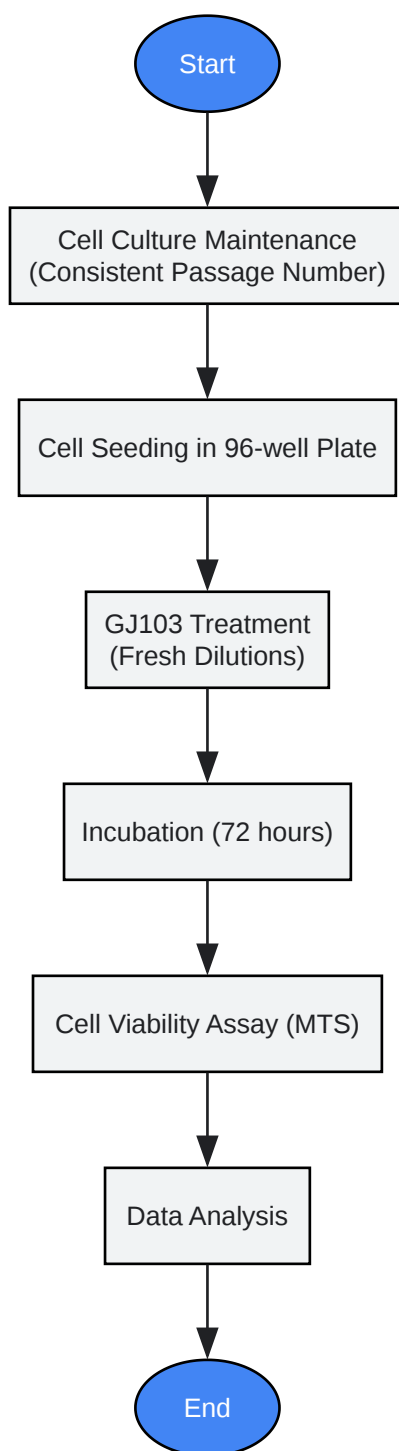 Start
Cell Culture Maintenance
(Consistent Passage Number)
Cell Seeding in 96-well Plate
GJ103 Treatment
(Fresh Dilutions)
Incubation (72 hours)
Cell Viability Assay (MTS)
Data Analysis
End